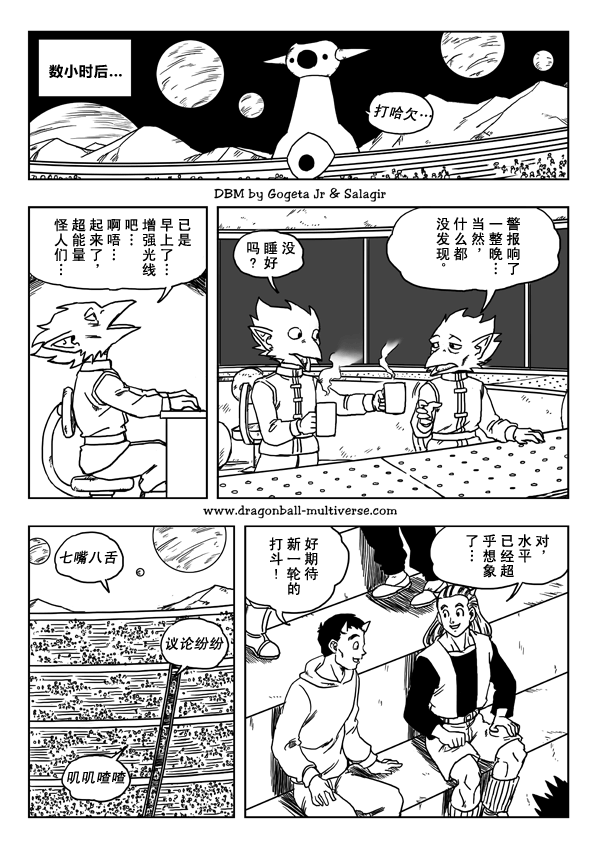 数小时后...
打哈欠...
DBM by Gogeta Jr & Salagir
已是
早上了...
增强光线
吧...
啊唔...
起来了，
超能量
怪人们...
没
睡好
吗？
警报响了
一整晚...
当然，
什么都
没发现。
www.dragonball-multiverse.com
七嘴八舌
议论纷纷
叽叽喳喳
好期待
新一轮的
打斗！
对，
水平
已经超
乎想象
了...